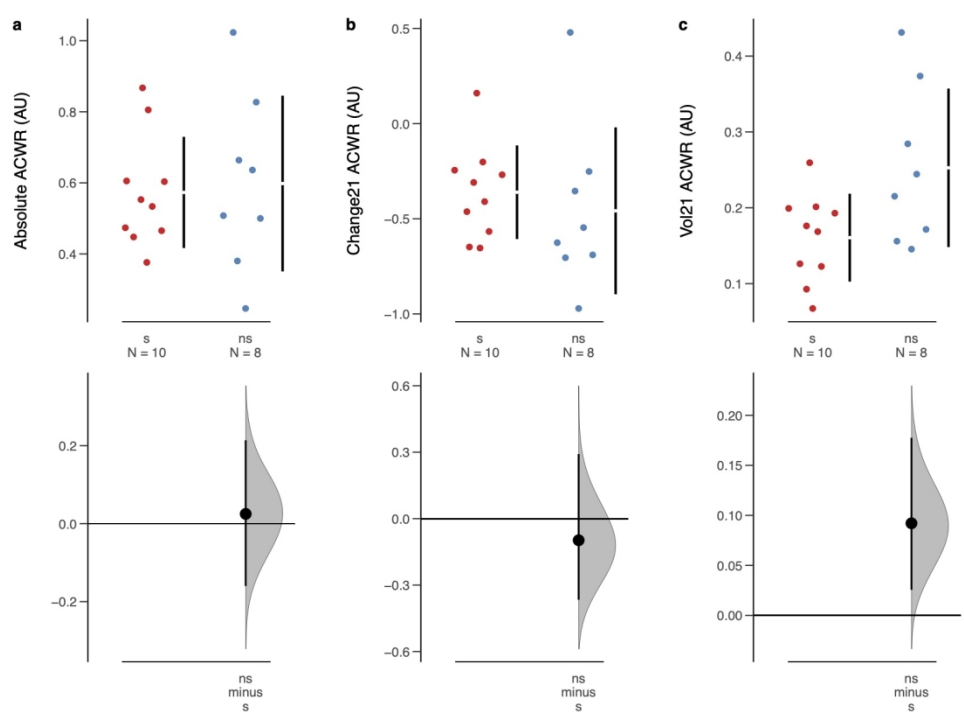 a
Absolute ACWR (AU)
1.0
0.8
0.6
0.4
s
N = 10
ns
N = 8
0.2
0.0
−0.2
ns
minus
s
b
Change21 ACWR (AU)
0.5
0.0
−0.5
−1.0
s
N = 10
ns
N = 8
0.6
0.3
0.0
−0.3
−0.6
ns
minus
s
c
Vol21 ACWR (AU)
0.4
0.3
0.2
0.1
s
N = 10
ns
N = 8
0.20
0.15
0.10
0.05
0.00
ns
minus
s